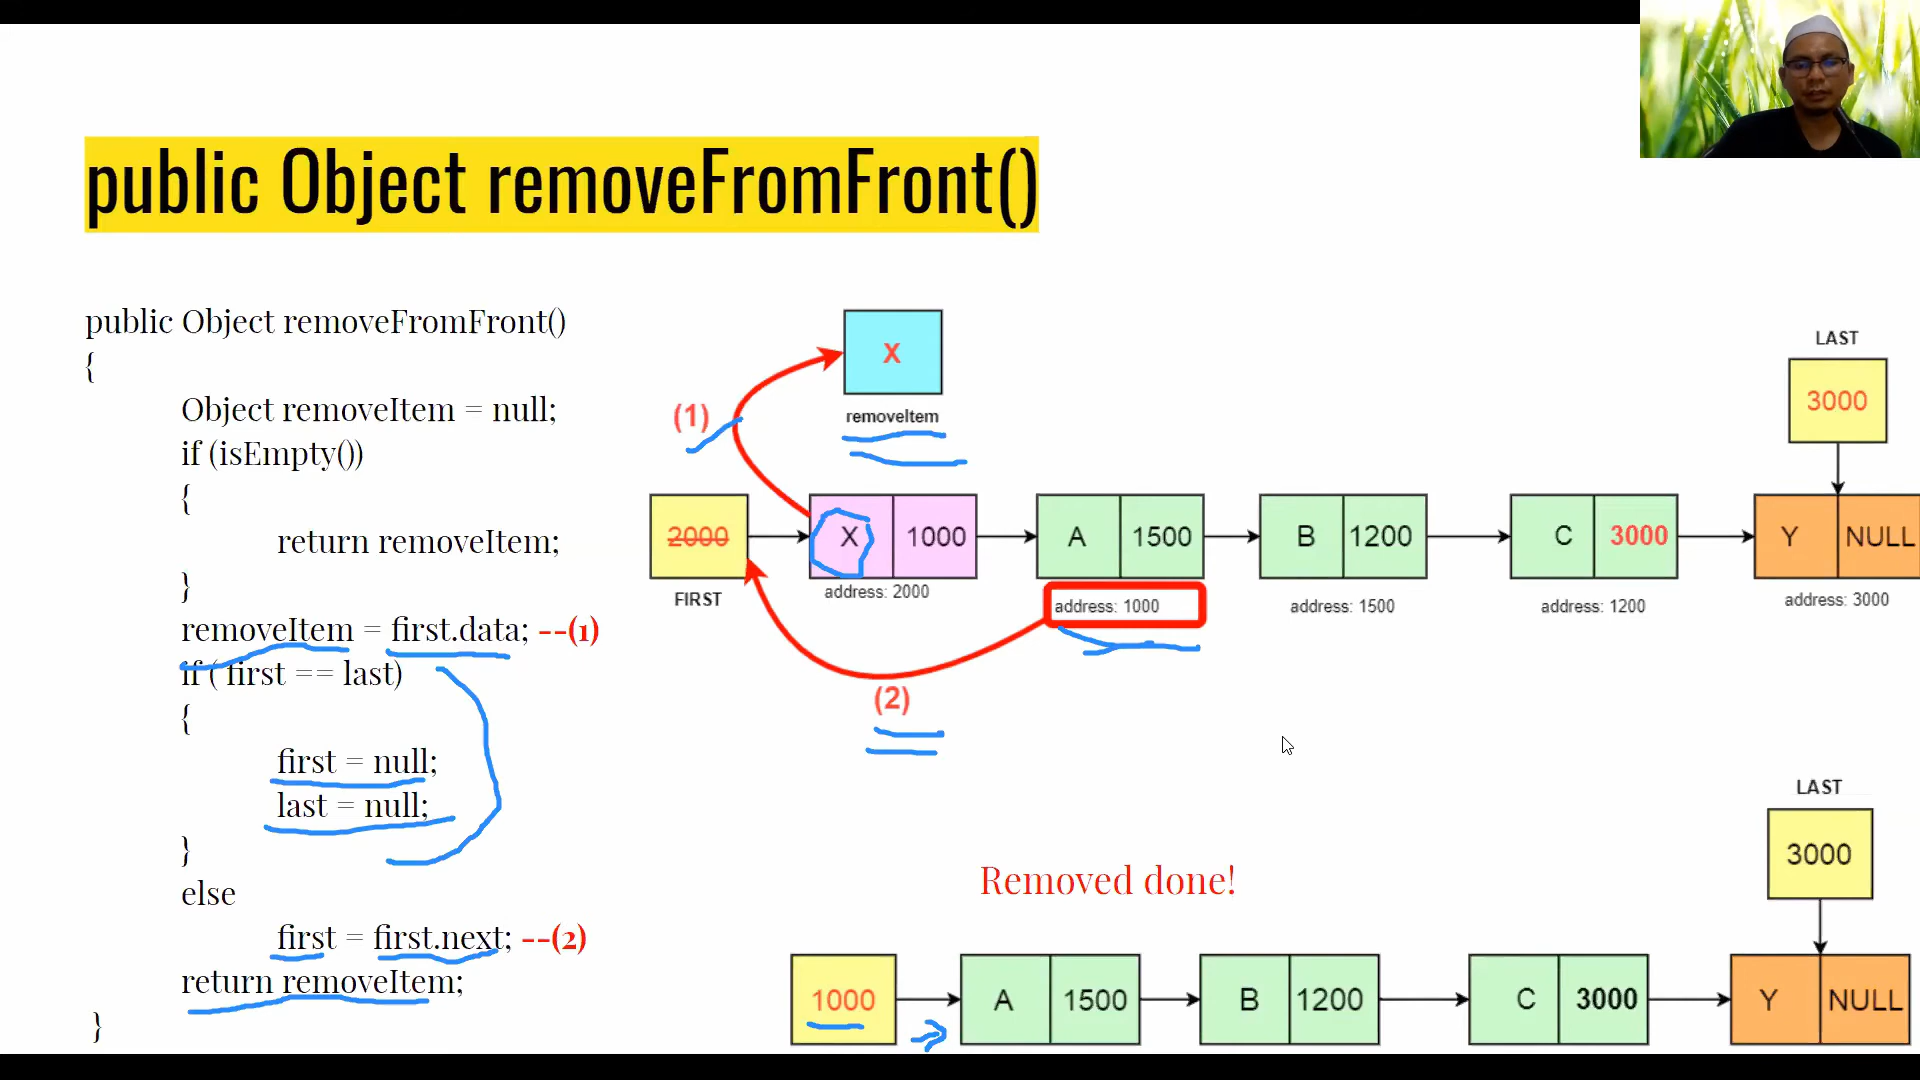 public Object removeFromFront()
public Object removeFromFront()
{
Object removeItem = null;
if (isEmpty())
{
return removeItem;
}
removeItem = first.data; --(1)
if ( first == last)
{
first = null;
last = null;
}
else
first = first.next; --(2)
return removeItem;
}
X
(1)
removeItem
LAST
3000
2000
X 1000
A 1500
B 1200
C 3000
Y NULL
FIRST
address: 2000
address: 1000
address: 1500
address: 1200
address: 3000
(2)
LAST
3000
Removed done!
1000
A 1500
B 1200
C 3000
Y NULL